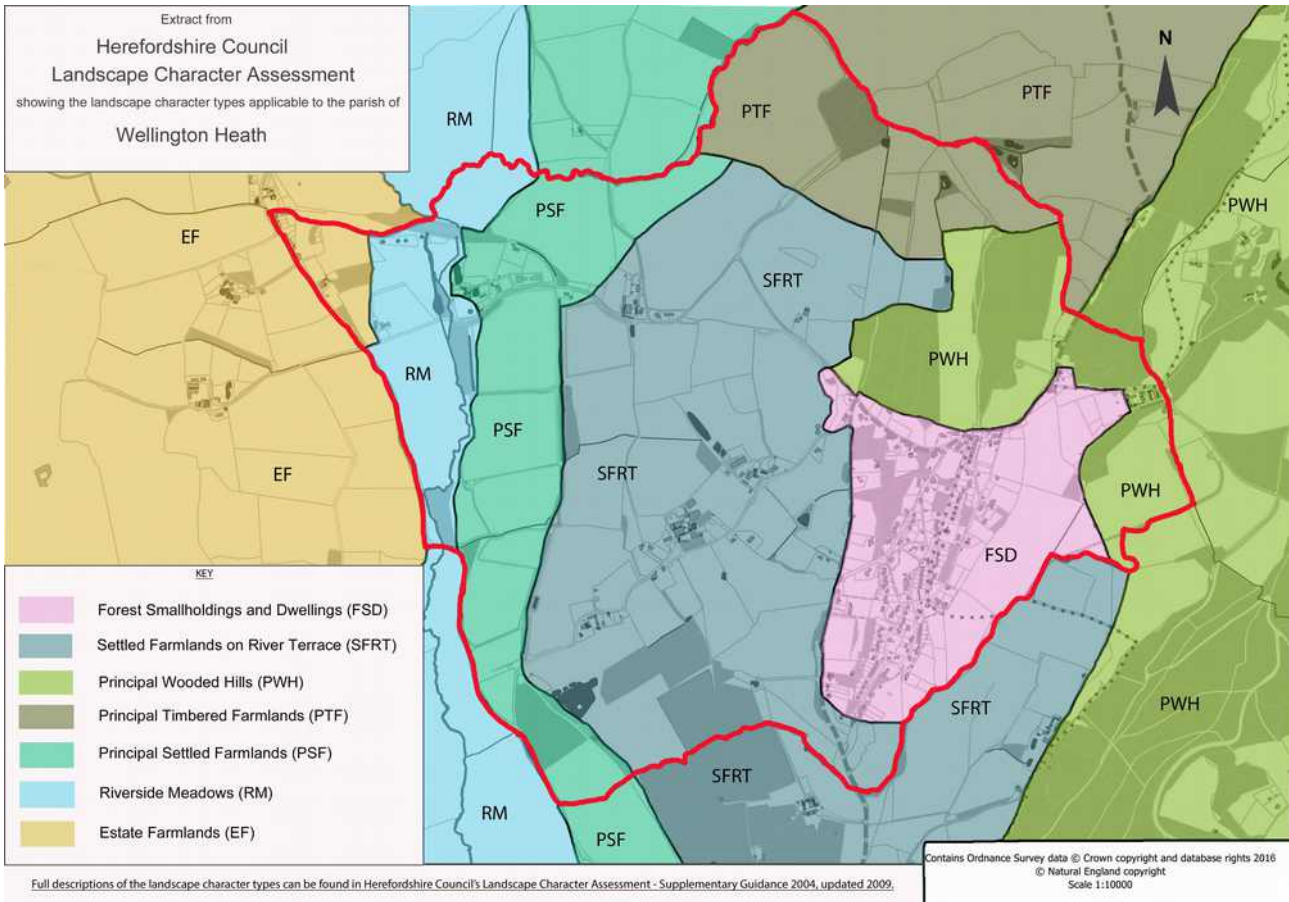 Extract from
Herefordshire Council
Landscape Character Assessment
showing the landscape character types applicable to the parish of
Wellington Heath
N
RM
PTF
PTF
PWH
EF
PSF
SFRT
PWH
RM
PSF
SFRT
EF
PWH
FSD
SFRT
PWH
SFRT
RM
PSF
KEY
Forest Smallholdings and Dwellings (FSD)
Settled Farmlands on River Terrace (SFRT)
Principal Wooded Hills (PWH)
Principal Timbered Farmlands (PTF)
Principal Settled Farmlands (PSF)
Riverside Meadows (RM)
Estate Farmlands (EF)
Full descriptions of the landscape character types can be found in Herefordshire Council's Landscape Character Assessment - Supplementary Guidance 2004, updated 2009.
Contains Ordnance Survey data © Crown copyright and database rights 2016
© Natural England copyright
Scale 1:10000